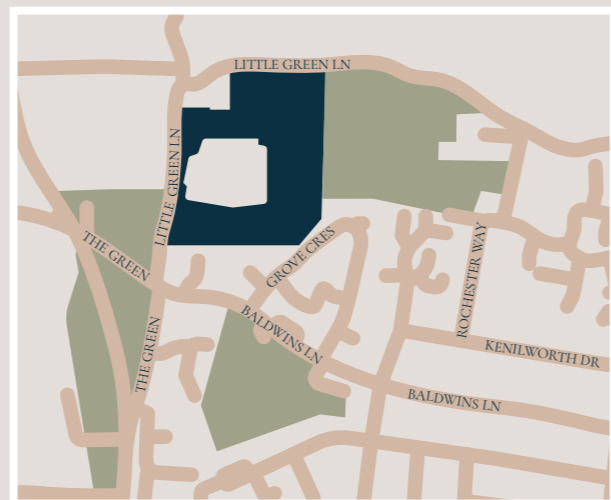 LITTLE GREEN LN
LITTLE GREEN LN
THE GREEN
GROVE CRES
ROCHESTER WAY
BALDWINS LN
THE GREEN
KENILWORTH DR
BALDWINS LN